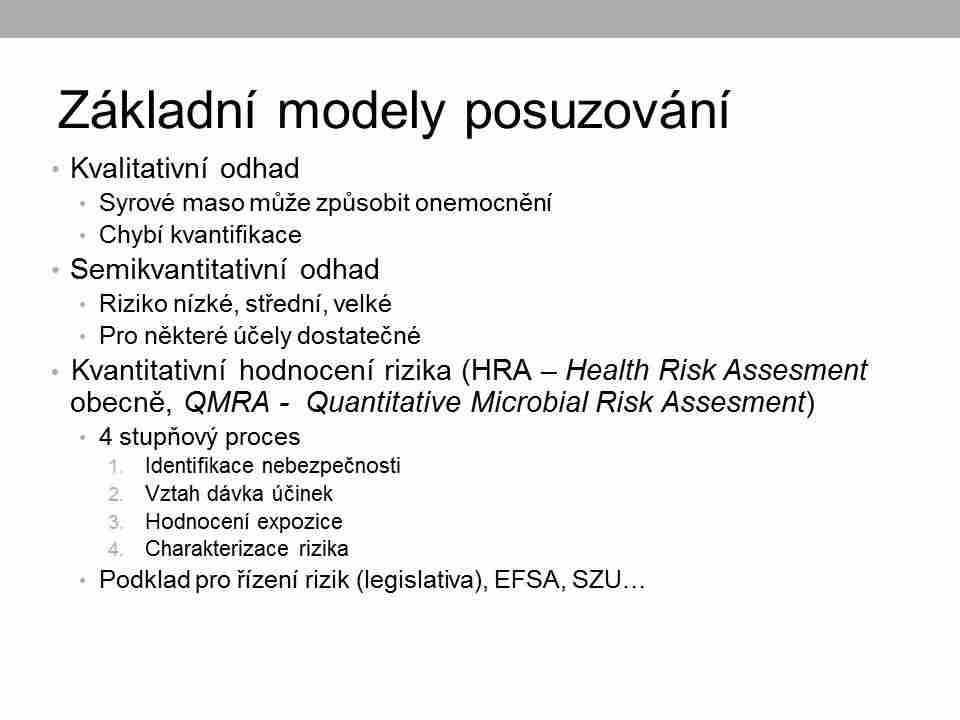 Základní modely posuzování
• Kvalitativní odhad
• Syrové maso může způsobit onemocnění
• Chybí kvantifikace
• Semikvantitativní odhad
• Riziko nízké, střední, velké
• Pro některé účely dostatečné
• Kvantitativní hodnocení rizika (HRA – Health Risk Assesment
obecně, QMRA - Quantitative Microbial Risk Assesment)
• 4 stupňový proces
1. Identifikace nebezpečnosti
2. Vztah dávka účinek
3. Hodnocení expozice
4. Charakterizace rizika
• Podklad pro řízení rizik (legislativa), EFSA, SZU…